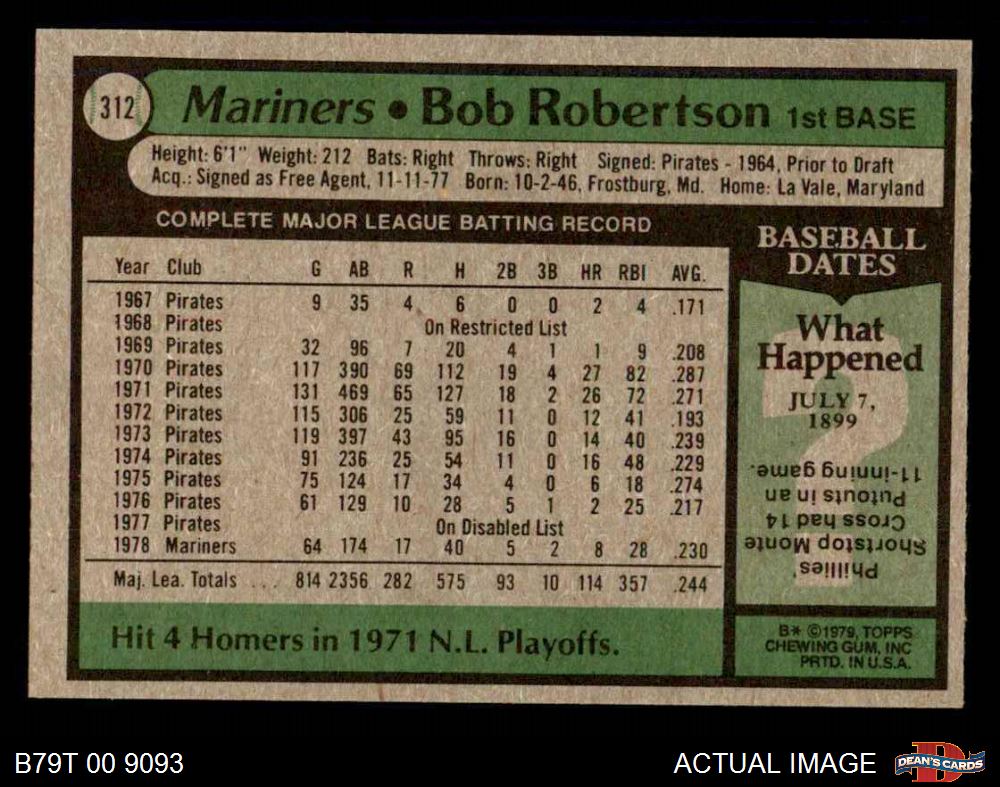 312
Mariners • Bob Robertson 1st BASE
Height: 6'1" Weight: 212 Bats: Right Throws: Right Signed: Pirates - 1964, Prior to Draft
Acq.: Signed as Free Agent, 11-11-77 Born: 10-2-46, Frostburg, Md. Home: La Vale, Maryland
COMPLETE MAJOR LEAGUE BATTING RECORD
Year Club G AB R H 2B 3B HR RBI AVG.
1967 Pirates 9 35 4 6 0 0 2 4 .171
1968 Pirates On Restricted List
1969 Pirates 32 96 7 20 4 1 1 9 .208
1970 Pirates 117 390 69 112 19 4 27 82 .287
1971 Pirates 131 469 65 127 18 2 26 72 .271
1972 Pirates 115 306 25 59 11 0 12 41 .193
1973 Pirates 119 397 43 95 16 0 14 40 .239
1974 Pirates 91 236 25 54 11 0 16 48 .229
1975 Pirates 75 124 17 34 4 0 6 18 .274
1976 Pirates 61 129 10 28 5 1 2 25 .217
1977 Pirates On Disabled List
1978 Mariners 64 174 17 40 5 2 8 28 .230
Maj. Lea. Totals ... 814 2356 282 575 93 10 114 357 .244
Hit 4 Homers in 1971 N.L. Playoffs.
BASEBALL
DATES
What
Happened
JULY 7,
1899
?
Phillies'
Shortstop Monte
Cross had 14
Putouts in an
11-inning game.
B* ©1979, TOPPS
CHEWING GUM, INC
PRTD. IN U.S.A.
B79T 00 9093
ACTUAL IMAGE
DEAN'S CARDS